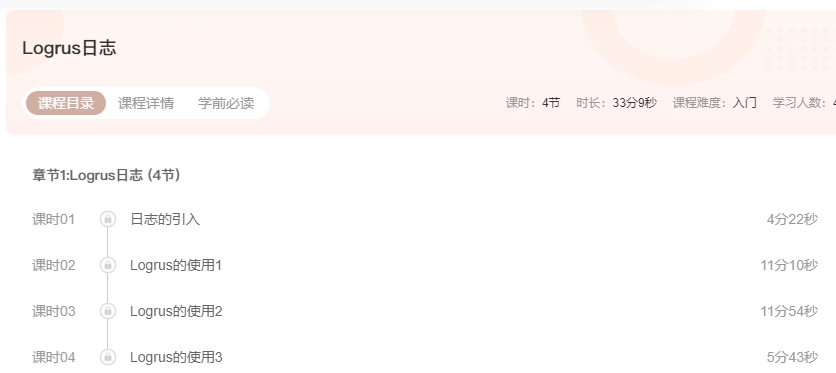 Logrus日志
课程目录 课程详情 学前必读 课时：4节 时长：33分9秒 课程难度：入门 学习人数：
章节1:Logrus日志 (4节)
课时01 日志的引入 4分22秒
课时02 Logrus的使用1 11分10秒
课时03 Logrus的使用2 11分54秒
课时04 Logrus的使用3 5分43秒